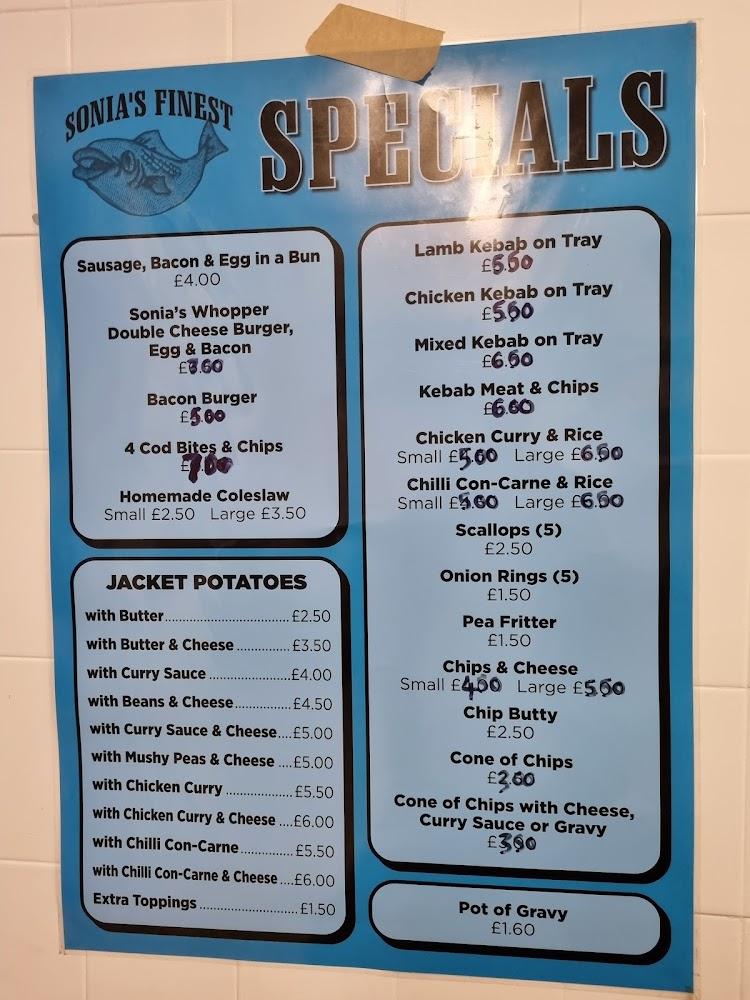 SONIA'S FINEST
SPECIALS
Sausage, Bacon & Egg in a Bun
£4.00
Sonia's Whopper
Double Cheese Burger,
Egg & Bacon
Bacon Burger
£5.00
4 Cod Bites & Chips
£7.00
Homemade Coleslaw
Small £2.50 Large £3.50
JACKET POTATOES
with Butter..............................£2.50
with Butter & Cheese.............£3.50
with Curry Sauce ...................£4.00
with Beans & Cheese.............£4.50
with Curry Sauce & Cheese....£5.00
with Mushy Peas & Cheese ....£5.00
with Chicken Curry ................£5.50
with Chicken Curry & Cheese ....£6.00
with Chilli Con-Carne.............£5.50
with Chilli Con-Carne & Cheese ....£6.00
Extra Toppings........................£1.50
Lamb Kebab on Tray
Chicken Kebab on Tray
£5.50
Mixed Kebab on Tray
£6.50
Kebab Meat & Chips
£6.00
Chicken Curry & Rice
Small £5.00 Large £6.50
Chilli Con-Carne & Rice
Small £5.00 Large £6.50
Scallops (5)
£2.50
Onion Rings (5)
£1.50
Pea Fritter
£1.50
Chips & Cheese
Small £4.50 Large £5.50
Chip Butty
£2.50
Cone of Chips
Cone of Chips with Cheese,
Curry Sauce or Gravy
Pot of Gravy
£1.60